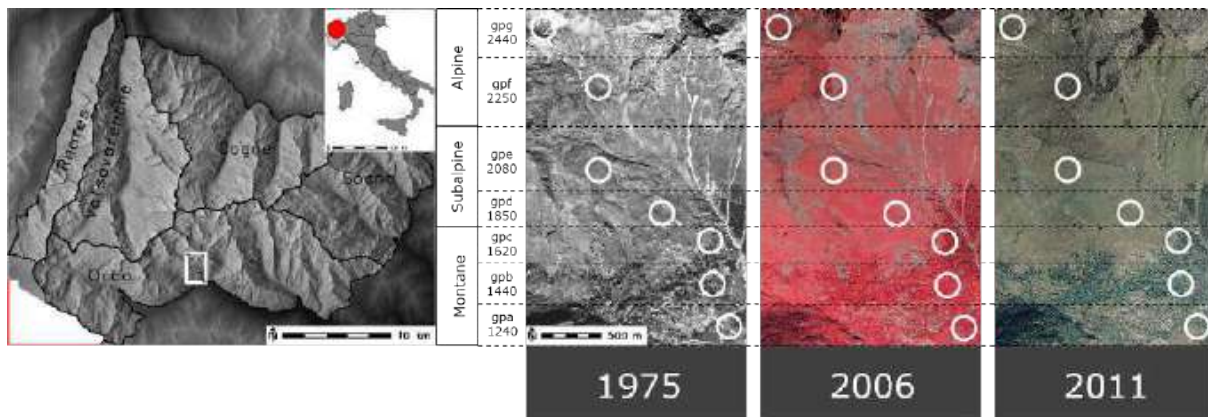 Rhêmes
Valsavarenche
Cogne
Soana
Orco
N
10 km
Alpine
Subalpine
Montane
gpg
2440
gpf
2250
gpe
2080
gpd
1850
gpc
1620
gpb
1440
gpa
1240
N
500 m
1975
2006
2011